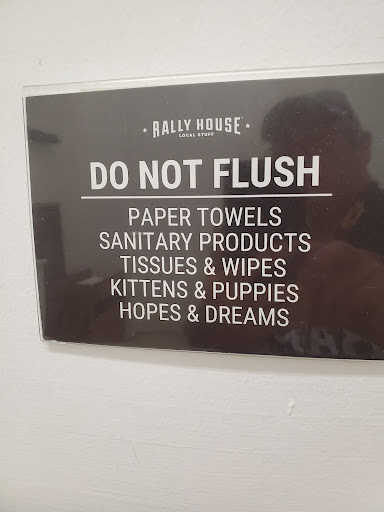 RALLY HOUSE
LOCAL STUFF
DO NOT FLUSH
PAPER TOWELS
SANITARY PRODUCTS
TISSUES & WIPES
KITTENS & PUPPIES
HOPES & DREAMS